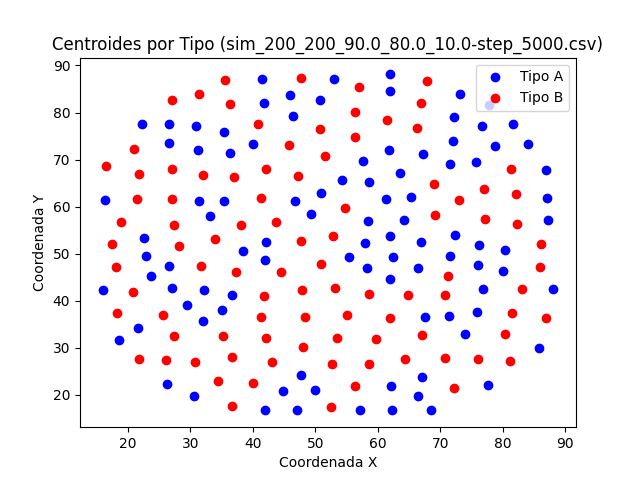 Centroides por Tipo (sim_200_200_90.0_80.0_10.0-step_5000.csv)
Tipo A
Tipo B
90
80
70
60
50
40
30
20
Coordenada Y
20 30 40 50 60 70 80 90
Coordenada X